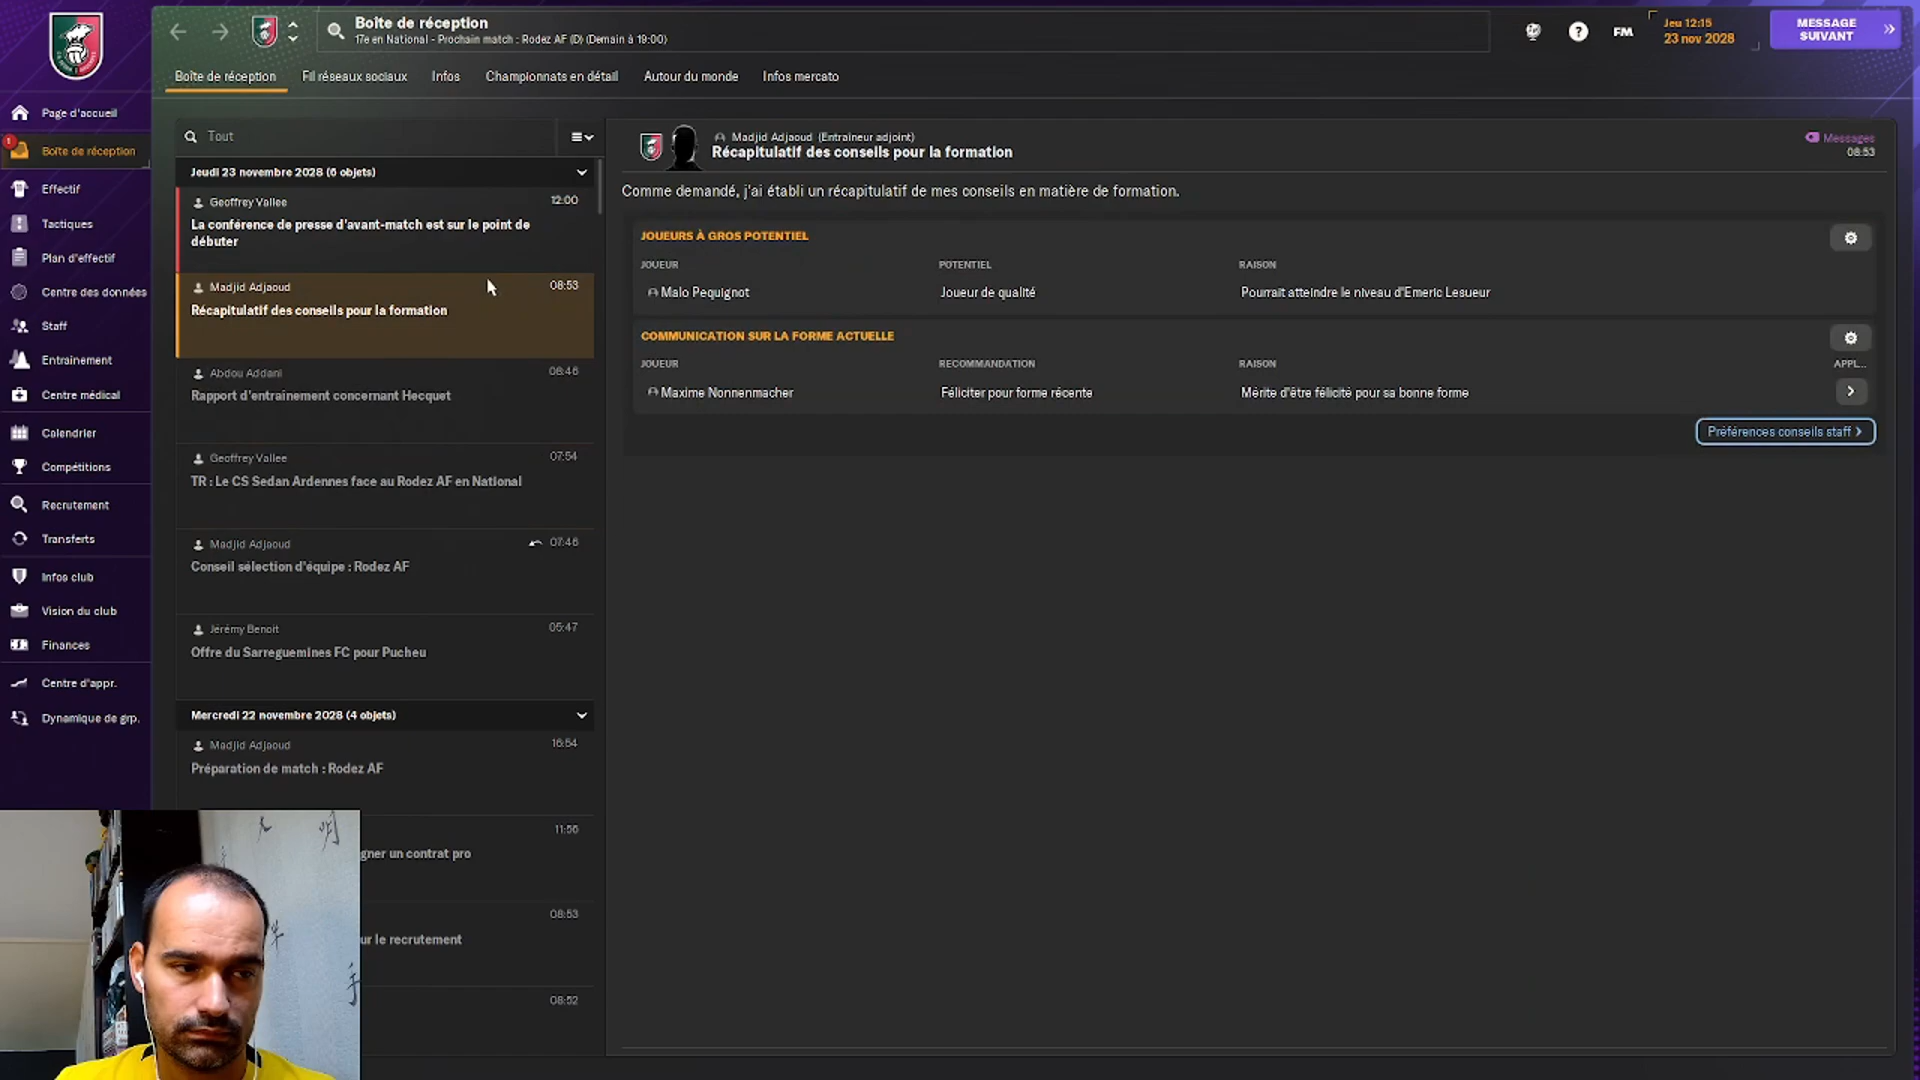 Boîte de réception
17e en National - Prochain match : Rodez AF (D) (Demain à 19:00)
FM
Jeu 12:15
23 nov 2028
MESSAGE
SUIVANT
Boîte de réception
Fil réseaux sociaux
Infos
Championnats en détail
Autour du monde
Infos mercato
Page d'accueil
1
Boîte de réception
Effectif
Tactiques
Plan d'effectif
Centre des données
Staff
Entraînement
Centre médical
Calendrier
Compétitions
Recrutement
Transferts
Infos club
Vision du club
Finances
Centre d'appr.
Dynamique de grp.
Tout
Jeudi 23 novembre 2028 (6 objets)
Geoffrey Vallee
12:00
La conférence de presse d'avant-match est sur le point de
débuter
Madjid Adjaoud
08:53
Récapitulatif des conseils pour la formation
Abdou Addani
08:46
Rapport d'entraînement concernant Hecquet
Geoffrey Vallee
07:54
TR : Le CS Sedan Ardennes face au Rodez AF en National
Madjid Adjaoud
07:46
Conseil sélection d'équipe : Rodez AF
Jérémy Benoit
05:47
Offre du Sarreguemines FC pour Pucheu
Mercredi 22 novembre 2028 (4 objets)
Madjid Adjaoud
16:54
Préparation de match : Rodez AF
11:56
gner un contrat pro
08:53
ur le recrutement
08:52
Madjid Adjaoud (Entraîneur adjoint)
Récapitulatif des conseils pour la formation
Messages
08:53
Comme demandé, j'ai établi un récapitulatif de mes conseils en matière de formation.
JOUEURS À GROS POTENTIEL
JOUEUR
POTENTIEL
RAISON
Malo Pequignot
Joueur de qualité
Pourrait atteindre le niveau d'Emeric Lesueur
COMMUNICATION SUR LA FORME ACTUELLE
JOUEUR
RECOMMANDATION
RAISON
APPL...
Maxime Nonnenmacher
Féliciter pour forme récente
Mérite d'être félicité pour sa bonne forme
Préférences conseils staff
明
手